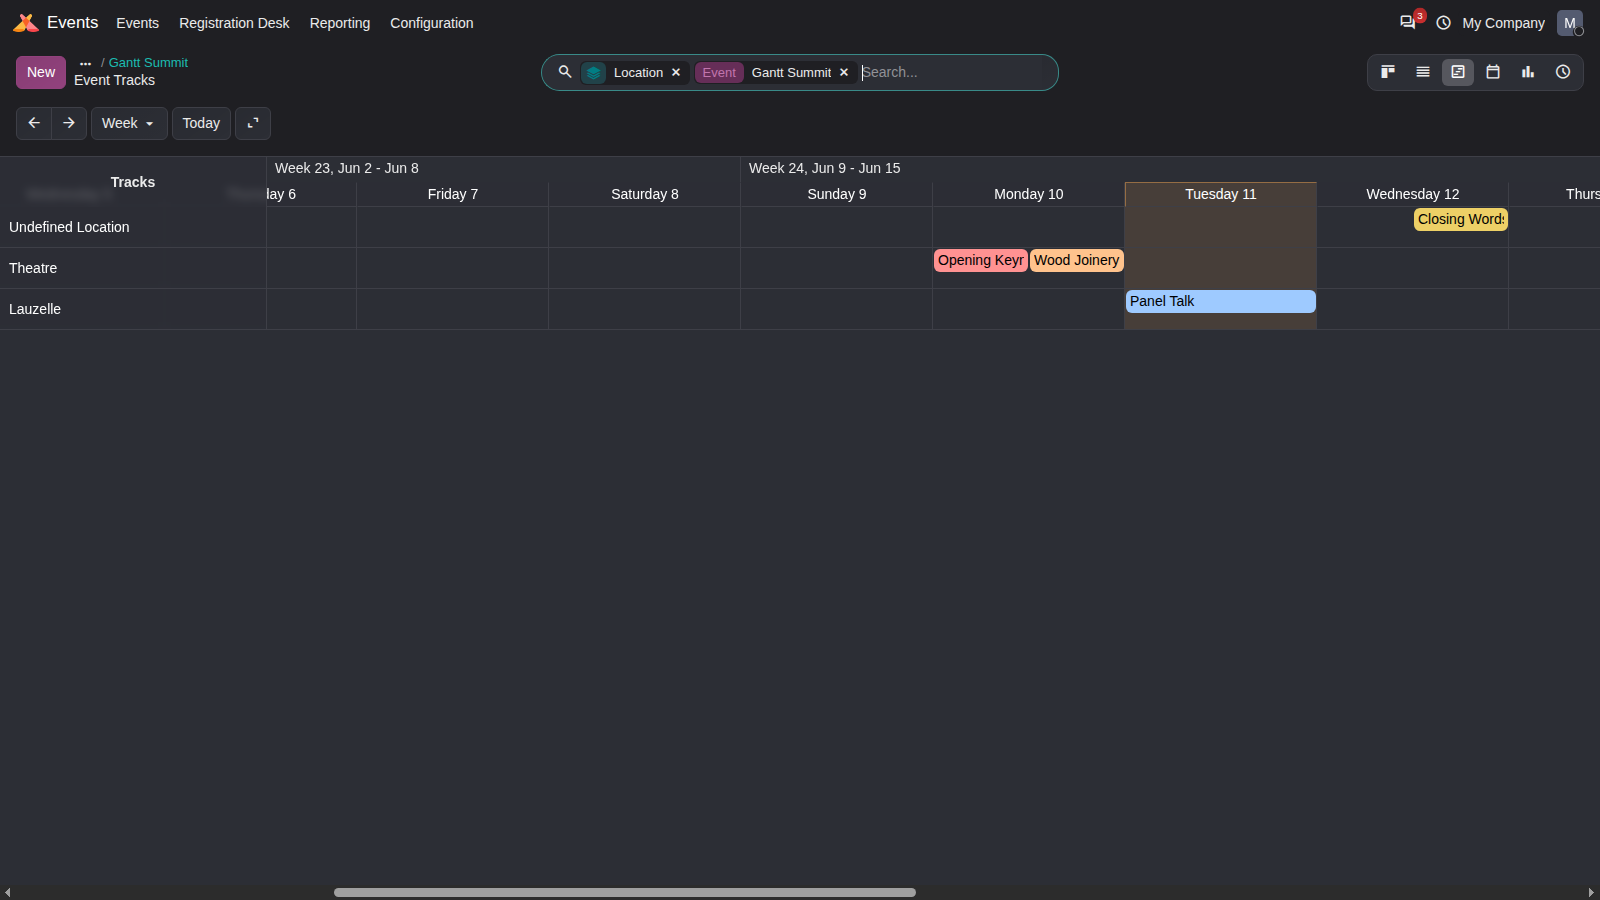 Events Events Registration Desk Reporting Configuration 3 My Company M
New ... / Gantt Summit
Event Tracks
Location × Event Gantt Summit × Search...
Week Today
Tracks
Week 23, Jun 2 - Jun 8 Week 24, Jun 9 - Jun 15
day 6 Friday 7 Saturday 8 Sunday 9 Monday 10 Tuesday 11 Wednesday 12 Thurs
Undefined Location Closing Words
Theatre Opening Keyn Wood Joinery
Lauzelle Panel Talk